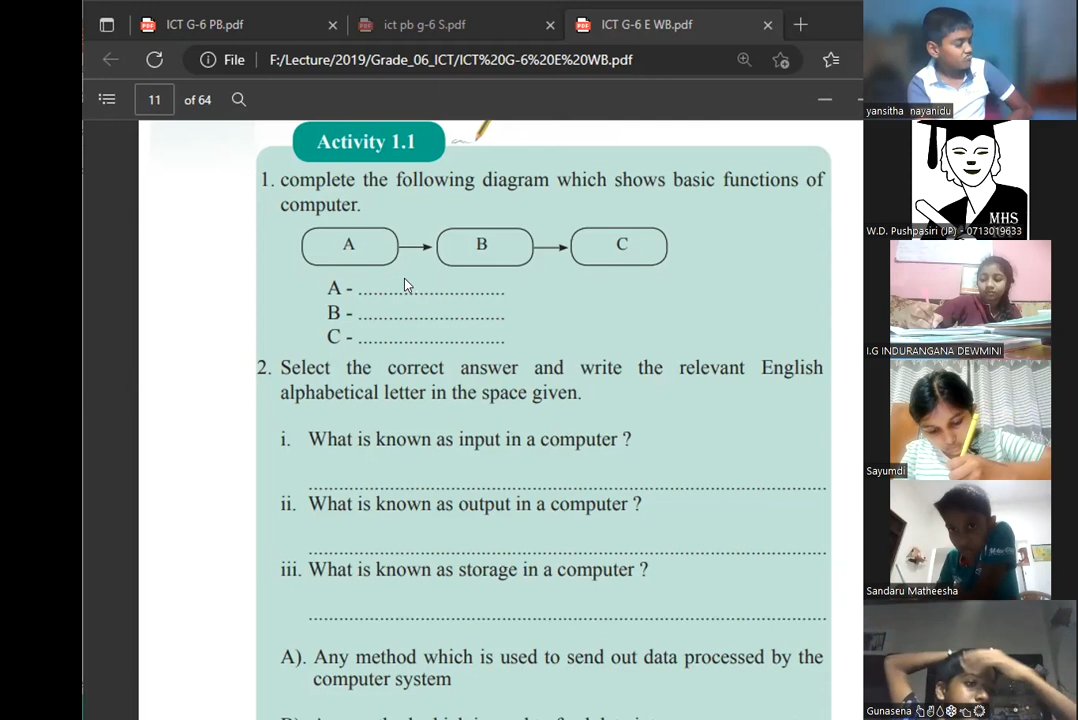 ICT G-6 PB.pdf
ict pb g-6 S.pdf
ICT G-6 E WB.pdf
File
F:/Lecture/2019/Grade_06_ICT/ICT%20G-6%20E%20WB.pdf
11 of 64
Activity 1.1
1. complete the following diagram which shows basic functions of
computer.
A B C
A - ..............................
B - ..............................
C - ..............................
2. Select the correct answer and write the relevant English
alphabetical letter in the space given.
i. What is known as input in a computer ?
ii. What is known as output in a computer ?
iii. What is known as storage in a computer ?
A). Any method which is used to send out data processed by the
computer system
yansitha nayanidu
MHS
W.D. Pushpasiri (JP) - 0713019633
I.G INDURANGANA DEWMINI
Sayumdi
Sandaru Matheesha
Gunasena